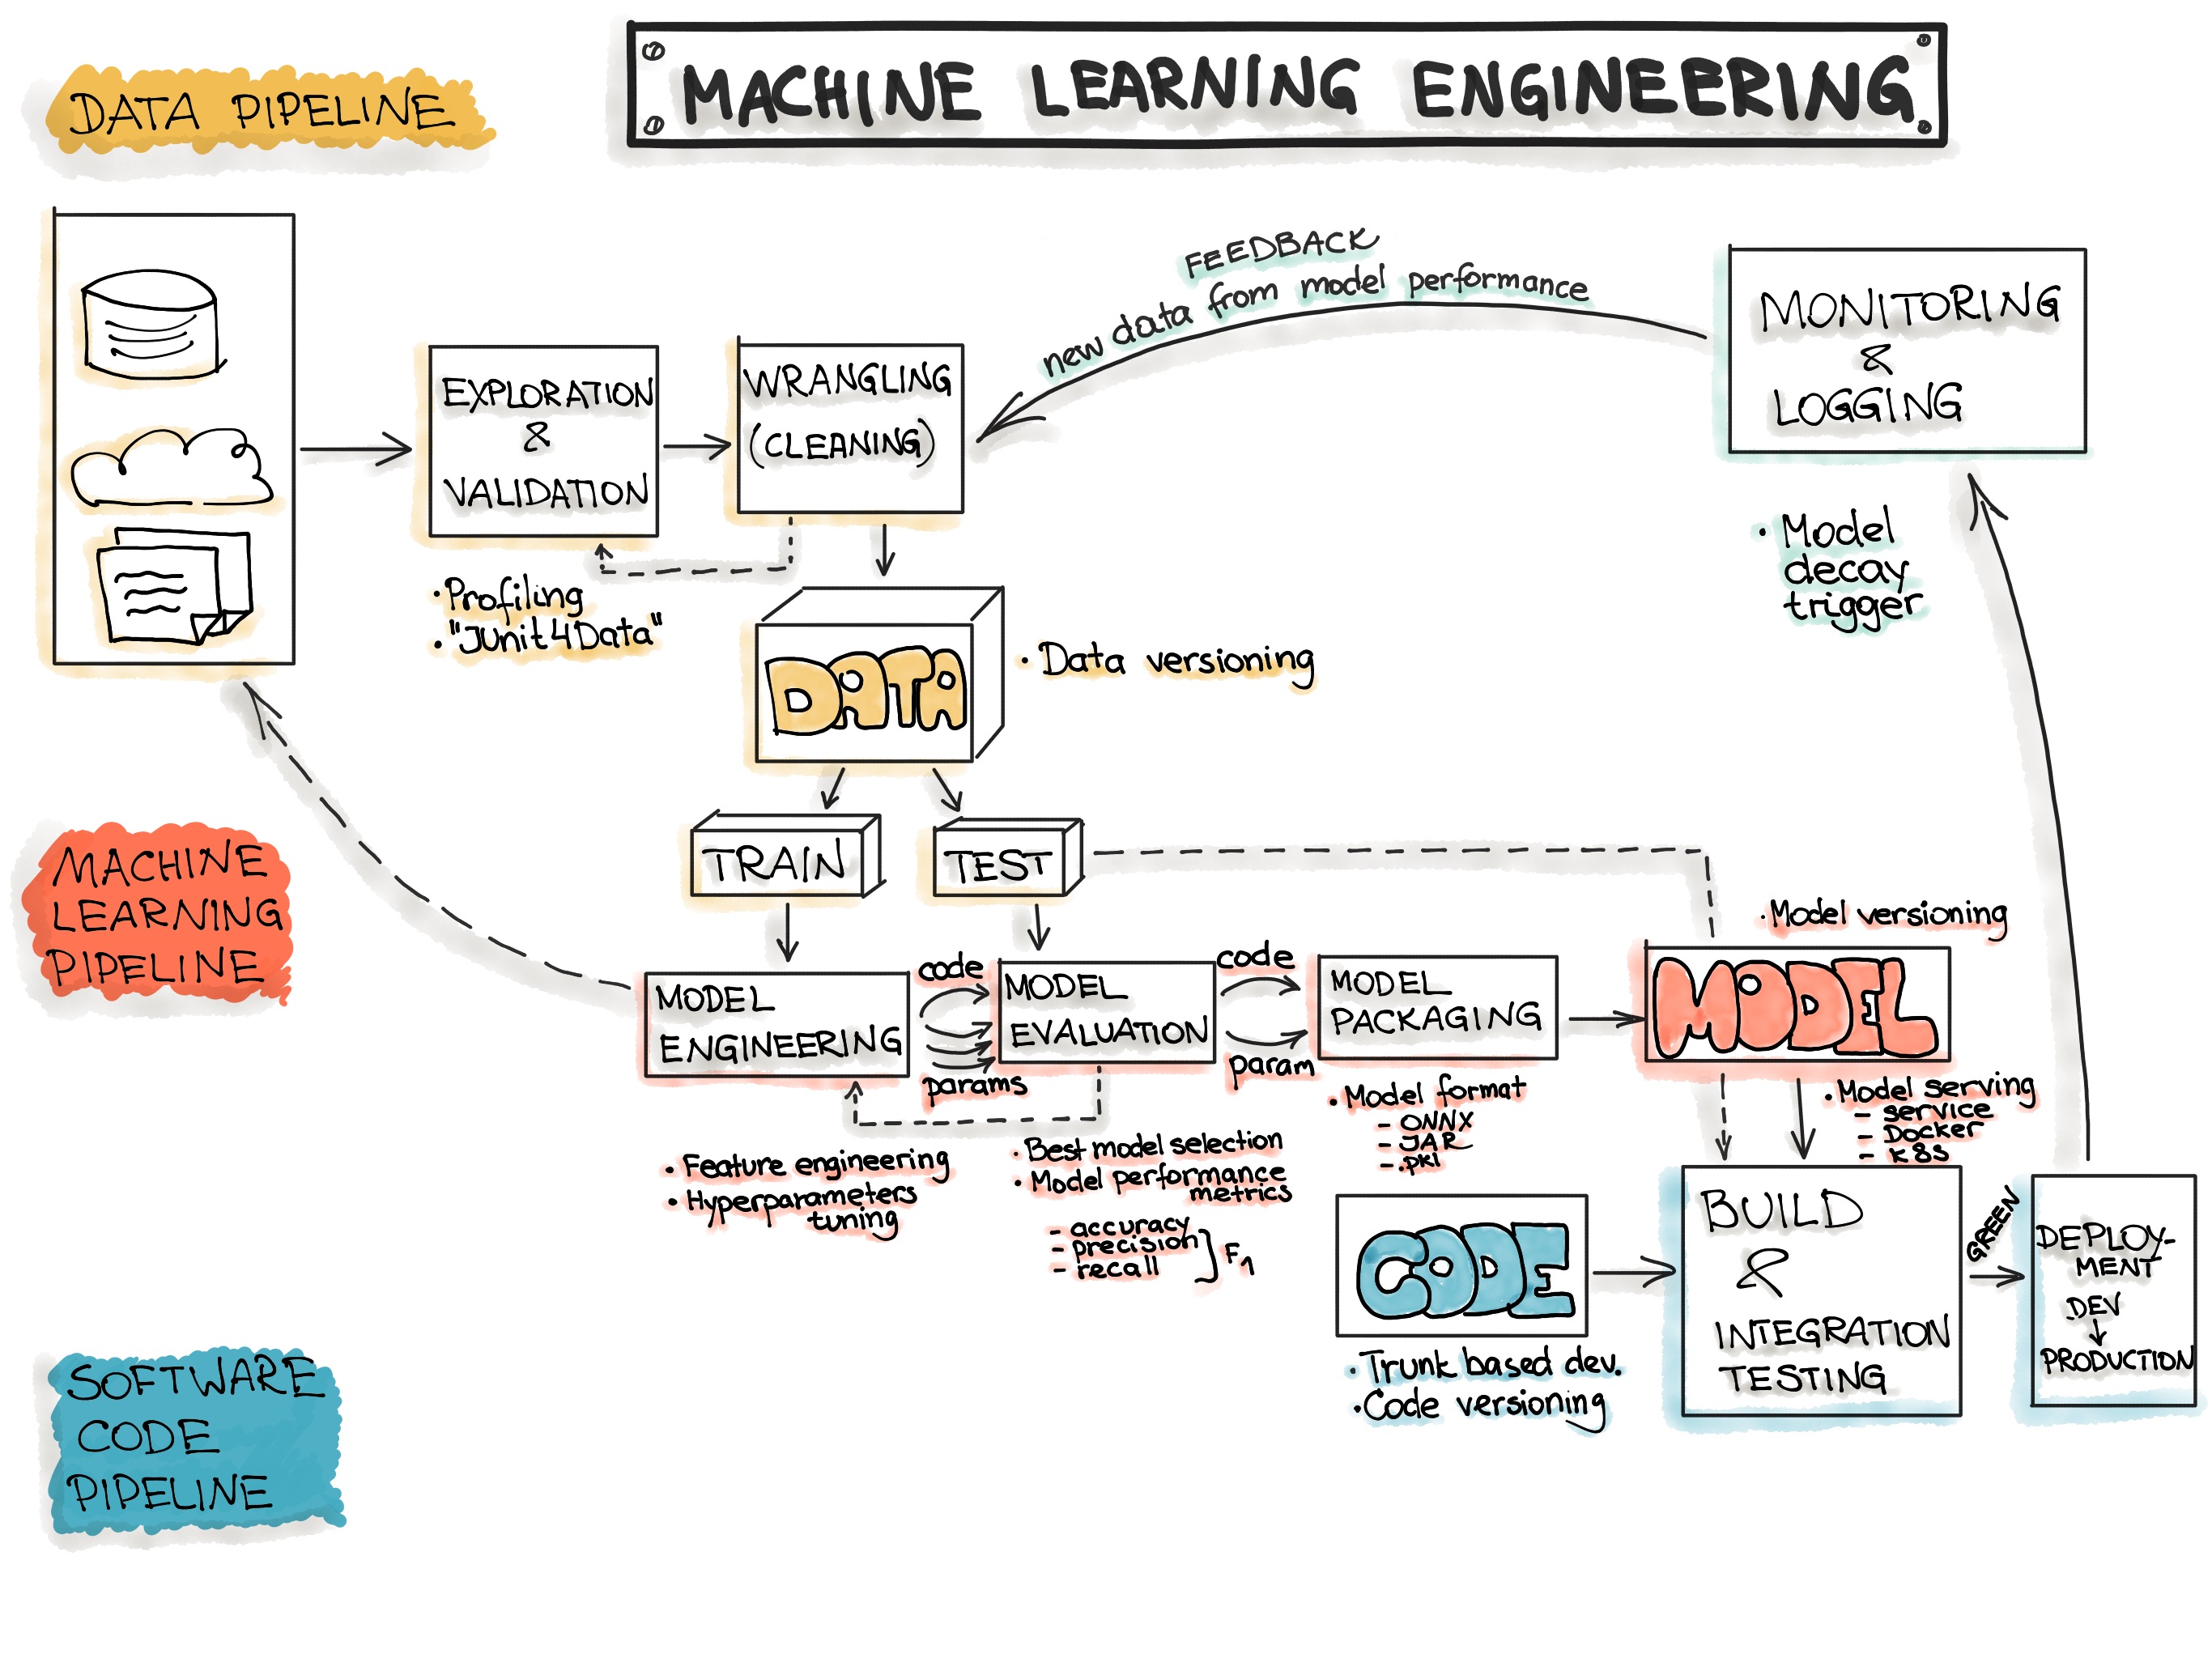 MACHINE LEARNING ENGINEERING
DATA PIPELINE
EXPLORATION
&
VALIDATION
• Profiling
• "JUnit4Data"
WRANGLING
(CLEANING)
FEEDBACK
new data from model performance
MONITORING
&
LOGGING
• Model
decay
trigger
DATA
• Data versioning
TRAIN
TEST
MACHINE
LEARNING
PIPELINE
MODEL
ENGINEERING
• Feature engineering
• Hyperparameters
tuning
code
params
MODEL
EVALUATION
• Best model selection
• Model performance
metrics
- accuracy
- precision
- recall
F1
code
param
MODEL
PACKAGING
• Model format
- ONNX
- JAR
- .pkl
• Model versioning
MODEL
• Model serving
- service
- Docker
- K8S
SOFTWARE
CODE
PIPELINE
CODE
• Trunk based dev.
• Code versioning
BUILD
&
INTEGRATION
TESTING
GREEN
DEPLOY-
MENT
DEV
PRODUCTION